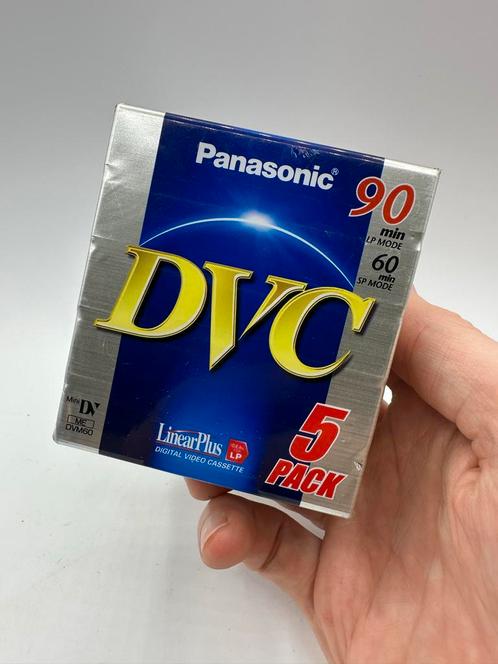 Panasonic®
90
min
LP MODE
60
min
SP MODE
DVC
Mini DV
ME
DVM60
LinearPlus
DIGITAL VIDEO CASSETTE
LP
5
PACK